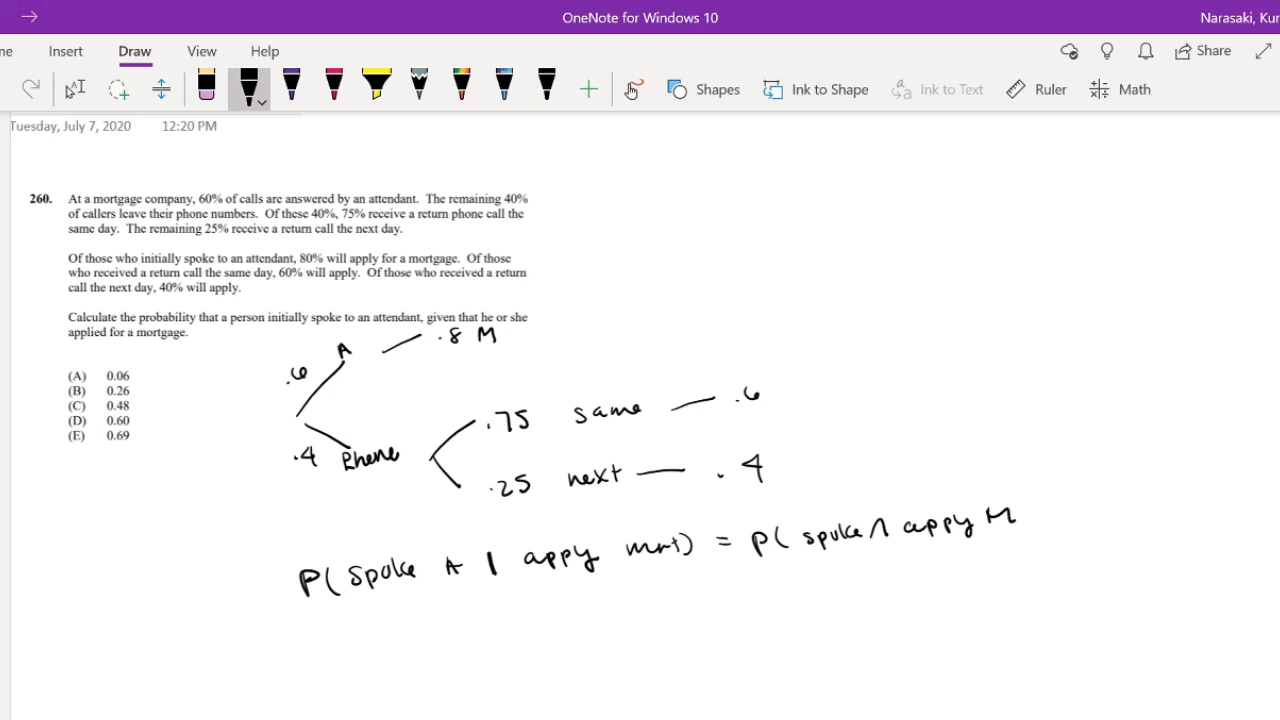 OneNote for Windows 10
Narasaki, Kur
me
Insert
Draw
View
Help
Share
Shapes
Ink to Shape
Ink to Text
Ruler
Math
Tuesday, July 7, 2020 12:20 PM
260. At a mortgage company, 60% of calls are answered by an attendant. The remaining 40%
of callers leave their phone numbers. Of these 40%, 75% receive a return phone call the
same day. The remaining 25% receive a return call the next day.
Of those who initially spoke to an attendant, 80% will apply for a mortgage. Of those
who received a return call the same day, 60% will apply. Of those who received a return
call the next day, 40% will apply.
Calculate the probability that a person initially spoke to an attendant, given that he or she
applied for a mortgage.
(A) 0.06
(B) 0.26
(C) 0.48
(D) 0.60
(E) 0.69
.6 A .8 M
.4 Phone .75 same .6
.25 next .4
P( Spoke A | appy mrt) = P( spoke ∩ appy M